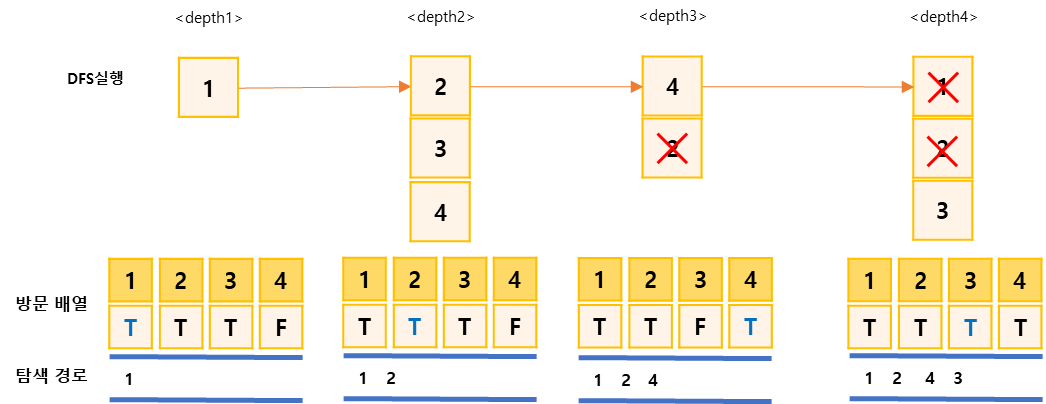 <depth1> <depth2> <depth3> <depth4>
DFS실행 1 2 4 1
3 2 2
4 3
1 2 3 4 1 2 3 4 1 2 3 4 1 2 3 4
방문 배열
T T T F T T T F T T F T T T T T
탐색 경로 1 1 2 1 2 4 1 2 4 3